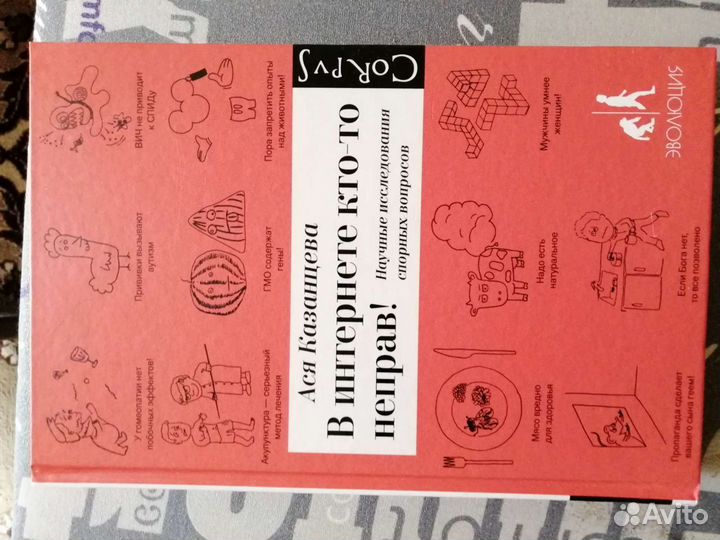 У гомеопатии нет
побочных эффектов!
Прививки вызывают
аутизм
ВИЧ не приводит
к СПИДу
Акупунктура — серьезный
метод лечения
ГМО содержат
гены!
Пора запретить опыты
над животными!
Ася Казанцева
В интернете кто-то
неправ!
Научные исследования
спорных вопросов
CORPUS
Мясо вредно
для здоровья
Надо есть
натуральное
Мужчины умнее
женщин!
Пропаганда сделает
вашего сына геем!
Если Бога нет,
то все позволено
ЭВОЛЮЦИЯ
Avito